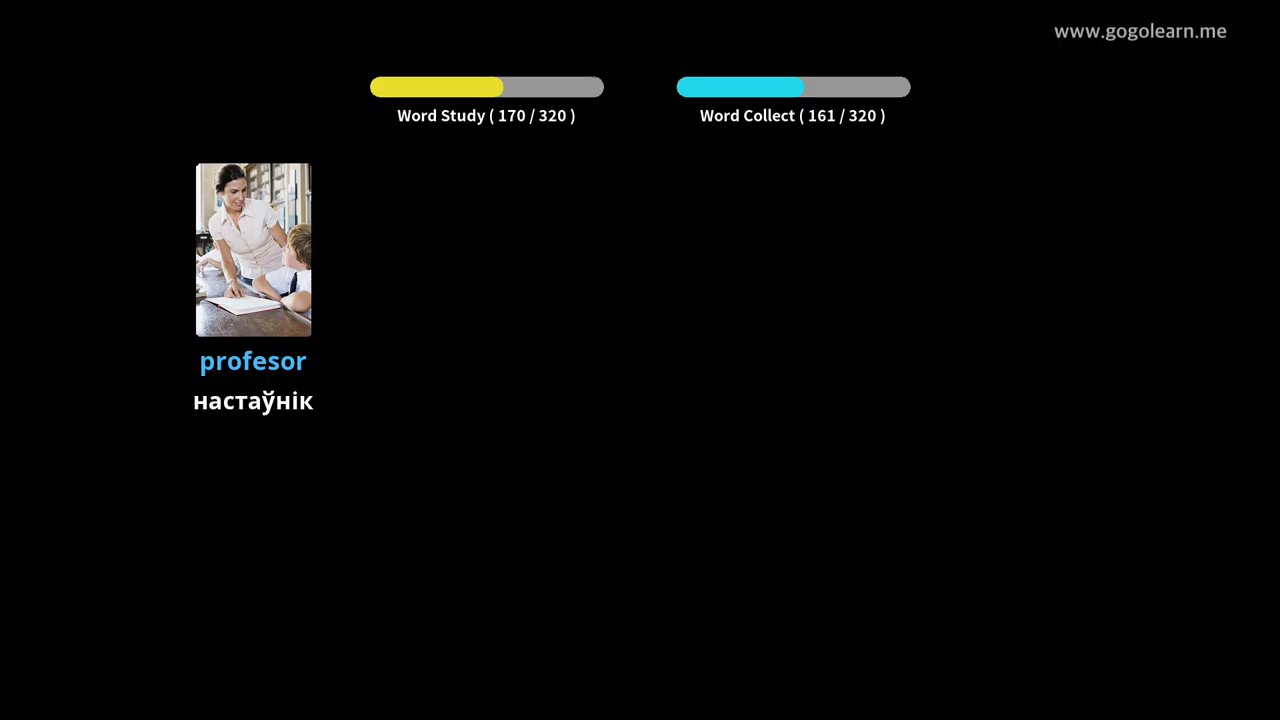 www.gogolearn.me
Word Study ( 170 / 320 )
Word Collect ( 161 / 320 )
profesor
настаўнік